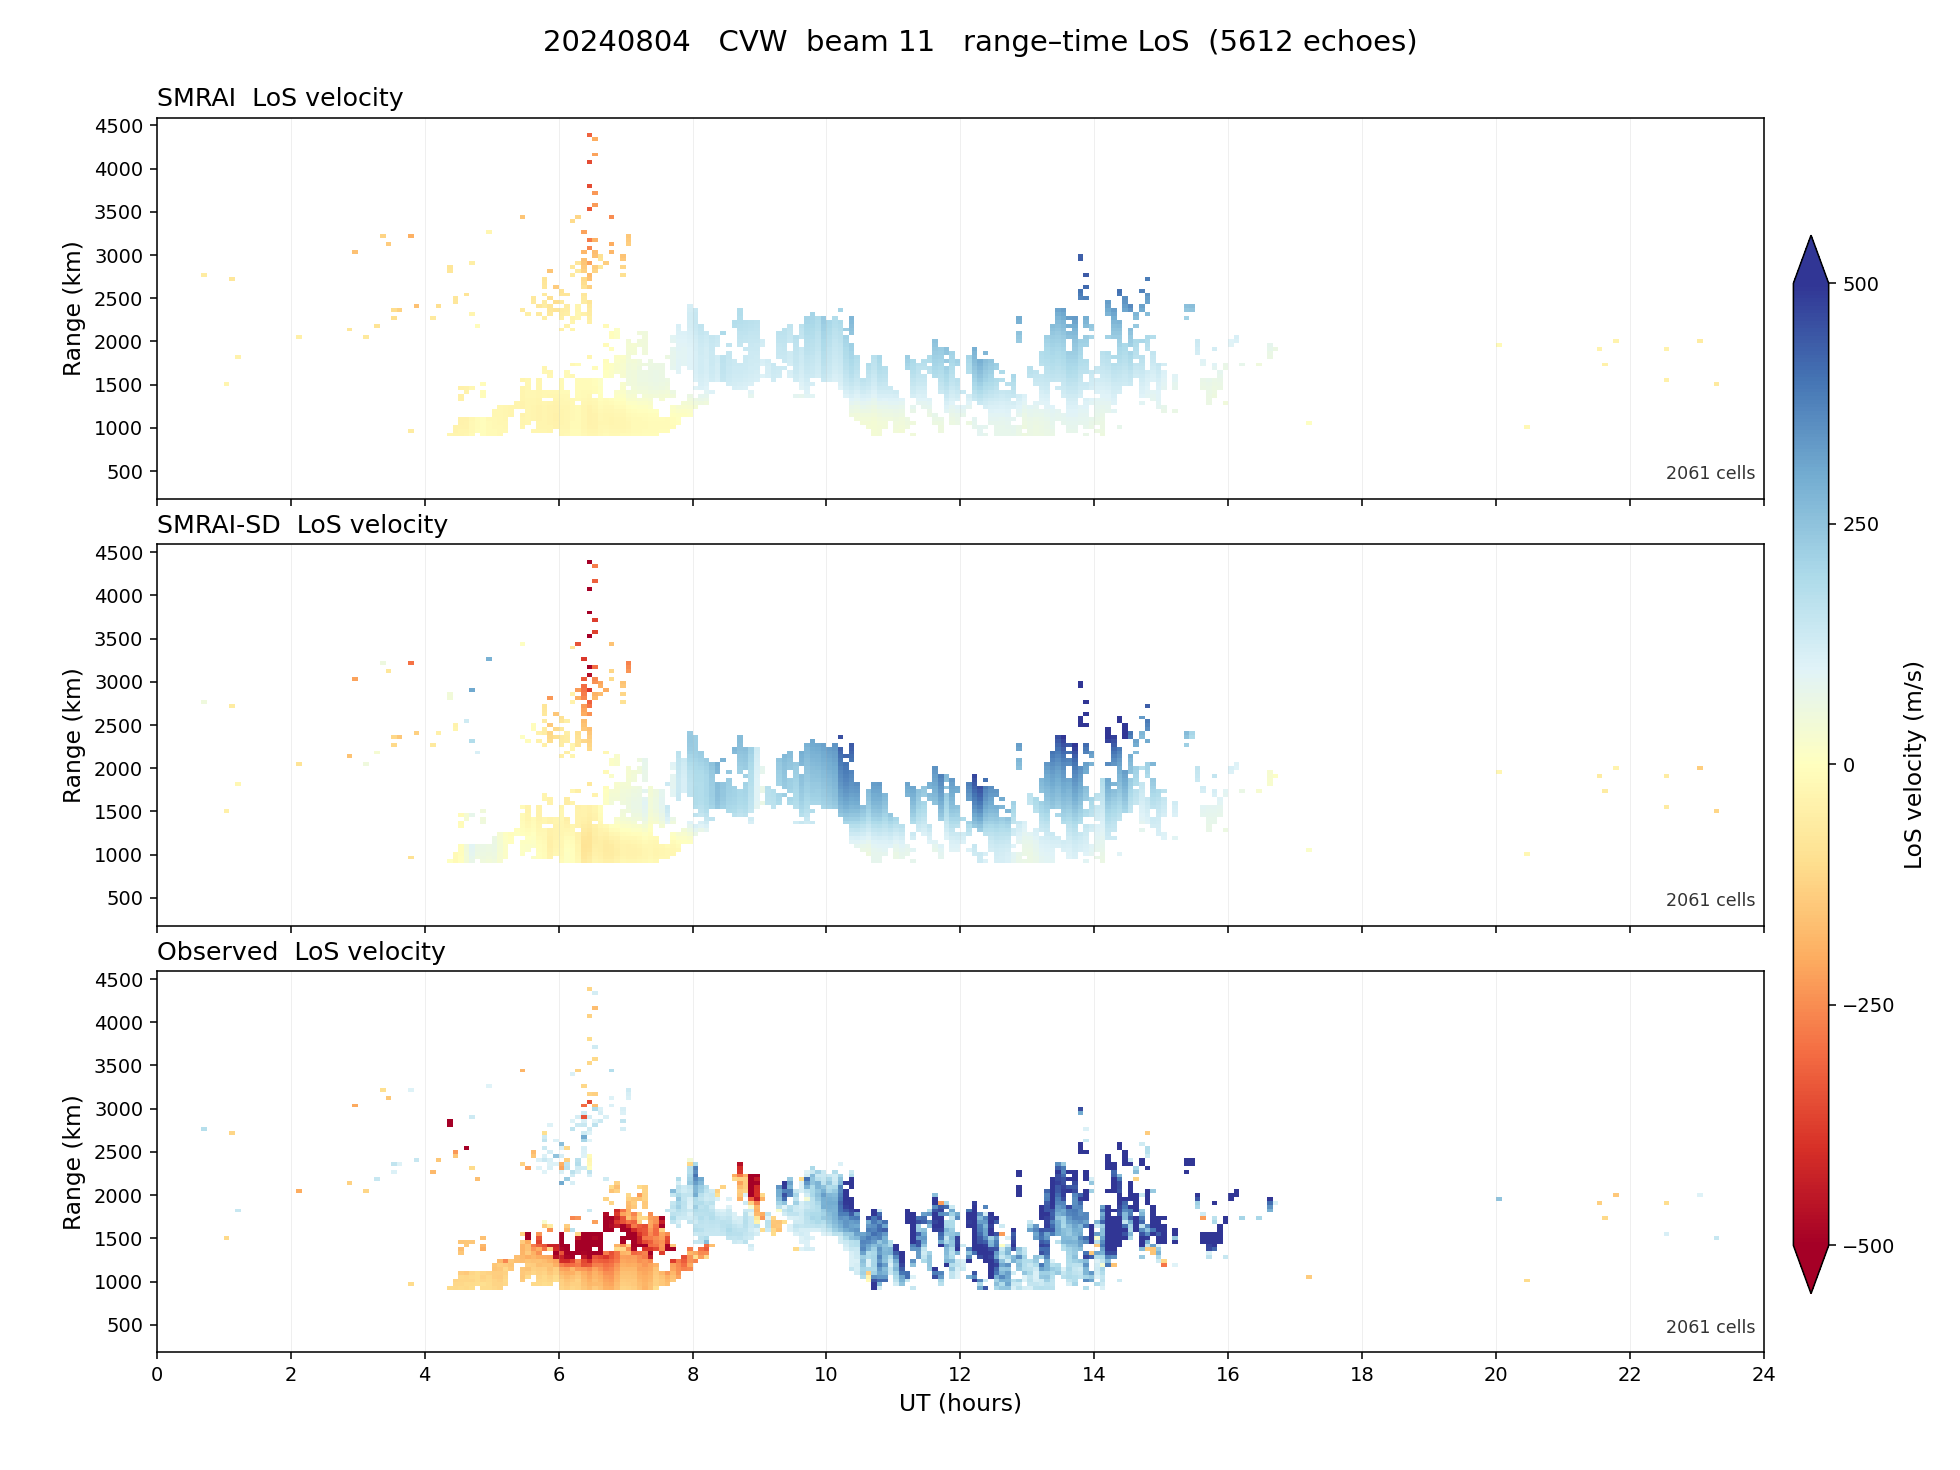 20240804 CVW beam 11 range–time LoS (5612 echoes)
SMRAI LoS velocity
4500
4000
3500
3000
2500
2000
1500
1000
500
Range (km)
2061 cells
SMRAI-SD LoS velocity
4500
4000
3500
3000
2500
2000
1500
1000
500
Range (km)
2061 cells
Observed LoS velocity
4500
4000
3500
3000
2500
2000
1500
1000
500
Range (km)
2061 cells
0 2 4 6 8 10 12 14 16 18 20 22 24
UT (hours)
500
250
0
−250
−500
LoS velocity (m/s)